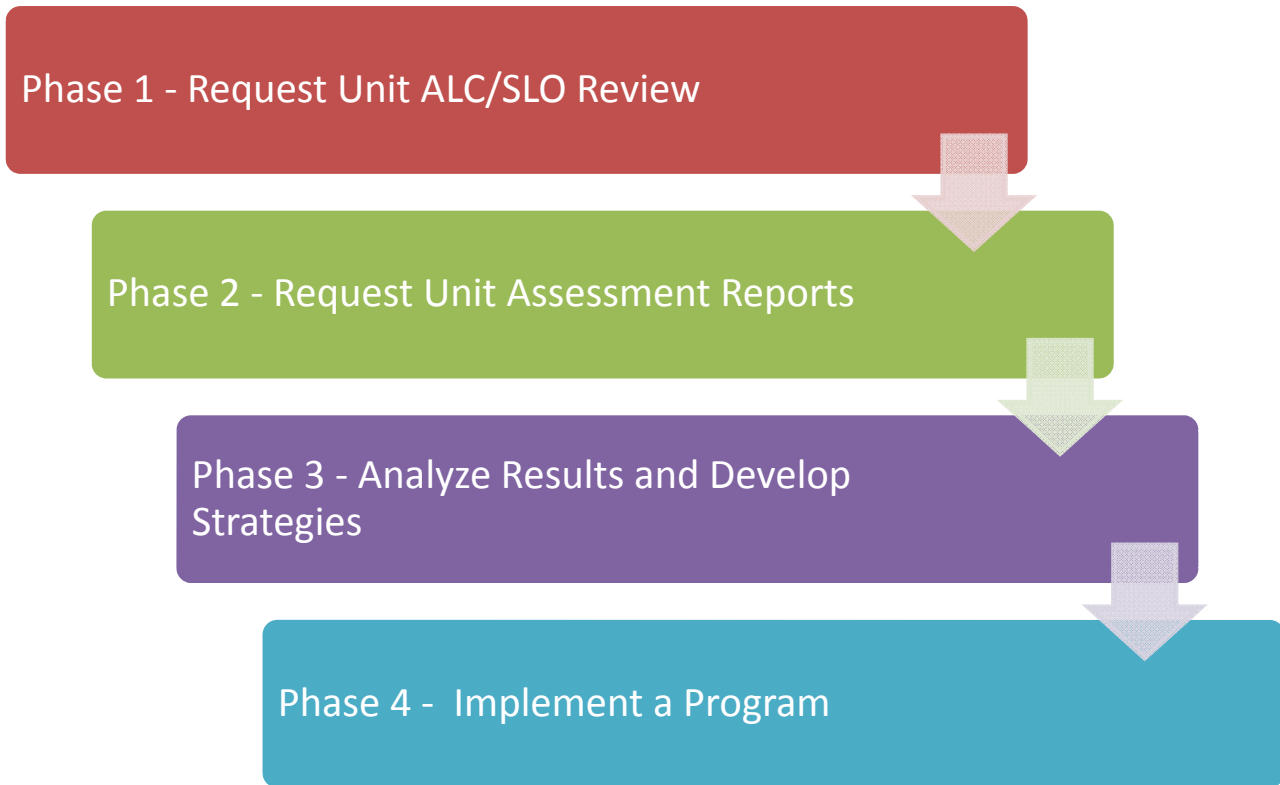 Phase 1 - Request Unit ALC/SLO Review
Phase 2 - Request Unit Assessment Reports
Phase 3 - Analyze Results and Develop
Strategies
Phase 4 -  Implement a Program